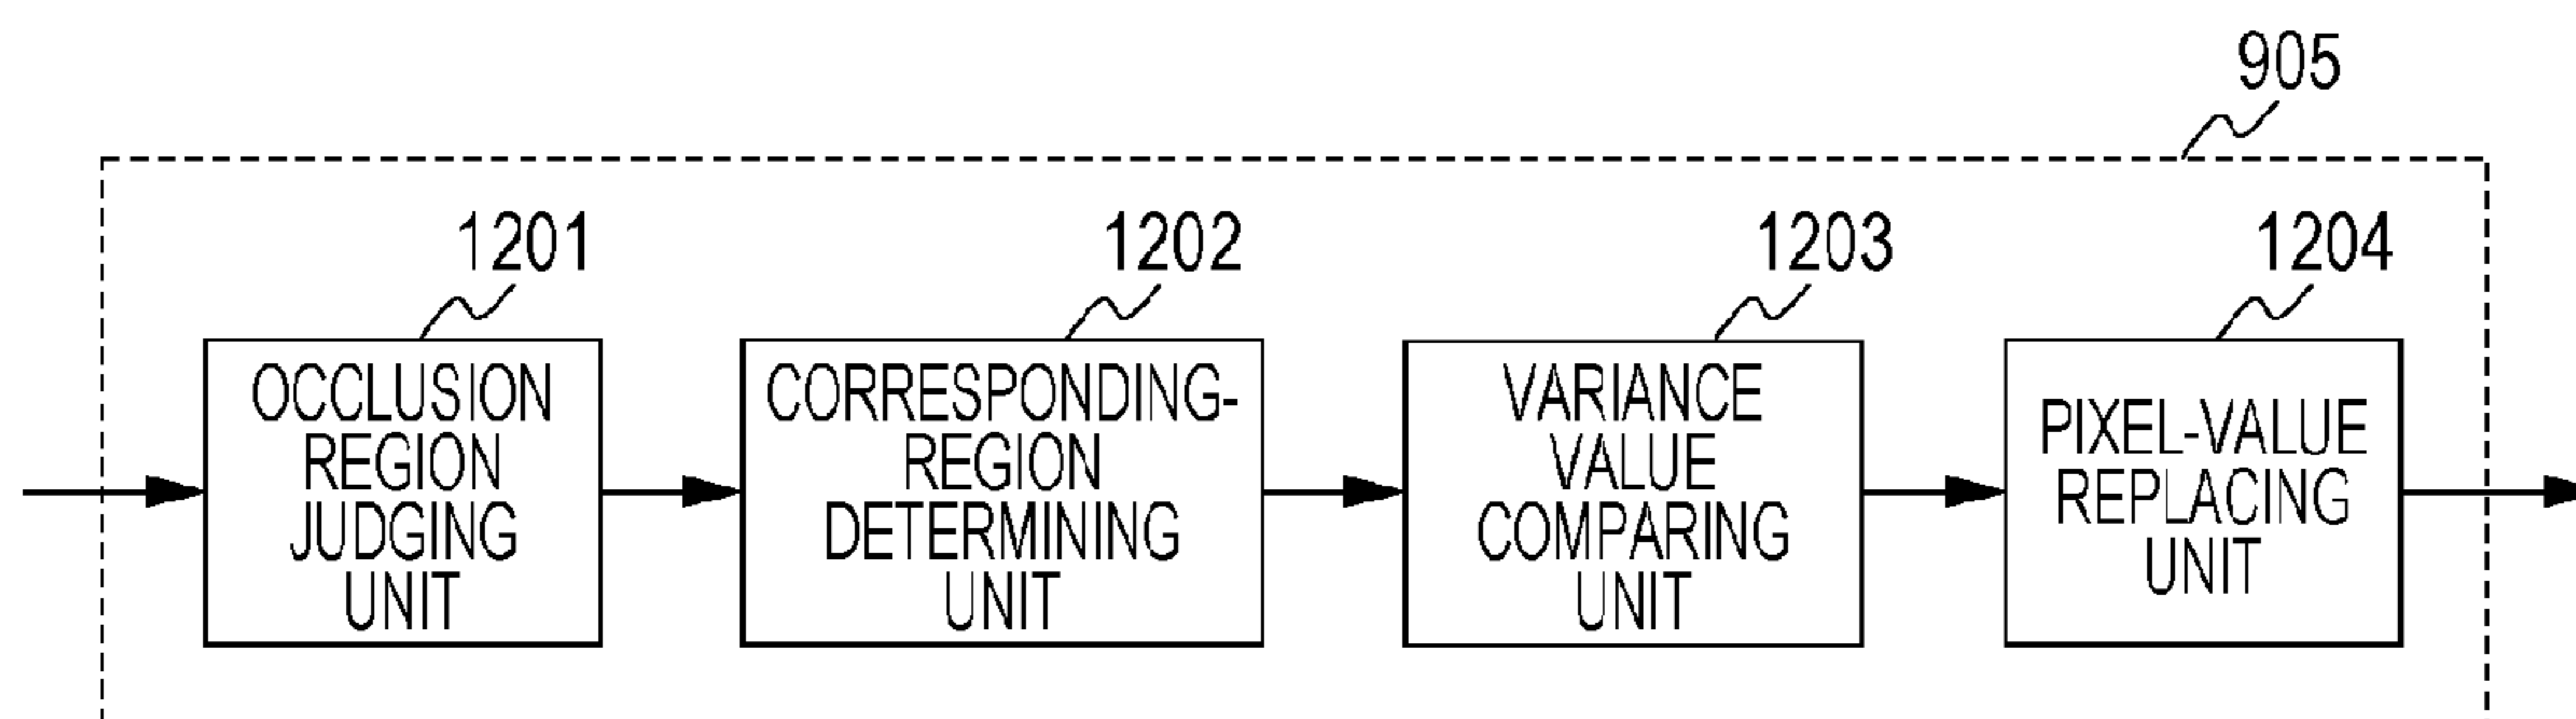 905
1201
1202
1203
1204
OCCLUSION
REGION
JUDGING
UNIT
CORRESPONDING-
REGION
DETERMINING
UNIT
VARIANCE
VALUE
COMPARING
UNIT
PIXEL-VALUE
REPLACING
UNIT